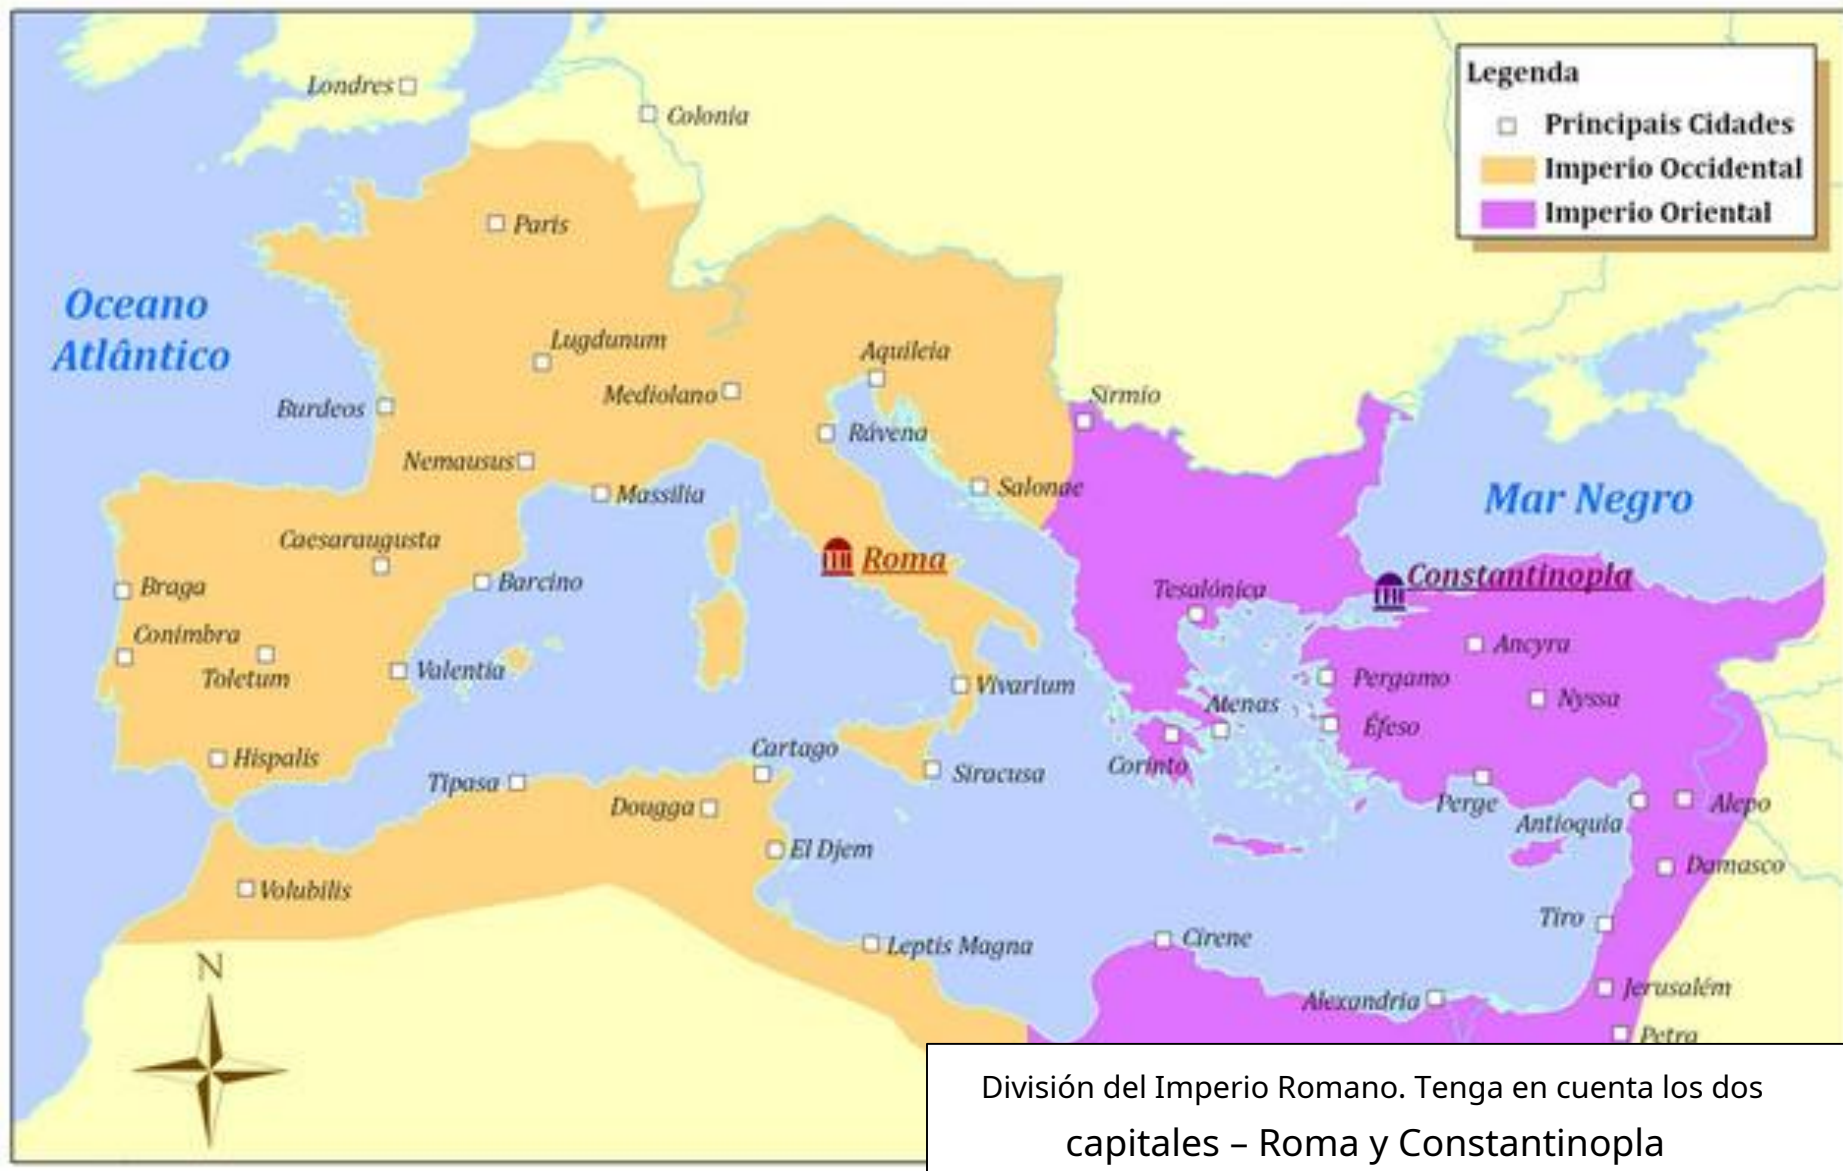 Legenda
Principais Cidades
Imperio Occidental
Imperio Oriental
Londres
Colonia
Paris
Oceano
Atlântico
Lugdunum
Aquileia
Mediolano
Sirmio
Burdeos
Rávena
Nemausus
Massilia
Salonae
Mar Negro
Caesaraugusta
Roma
Constantinopla
Braga
Barcino
Tesalónica
Conimbra
Ancyra
Toletum
Valentia
Vivarium
Pergamo
Nyssa
Atenas
Éfeso
Hispalis
Cartago
Siracusa
Corinto
Tipasa
Dougga
Perge
Antioquia
Alepo
El Djem
Damasco
Volubilis
Tiro
Leptis Magna
Cirene
N
Alexandria
Jerusalém
Petra
División del Imperio Romano. Tenga en cuenta los dos
capitales – Roma y Constantinopla